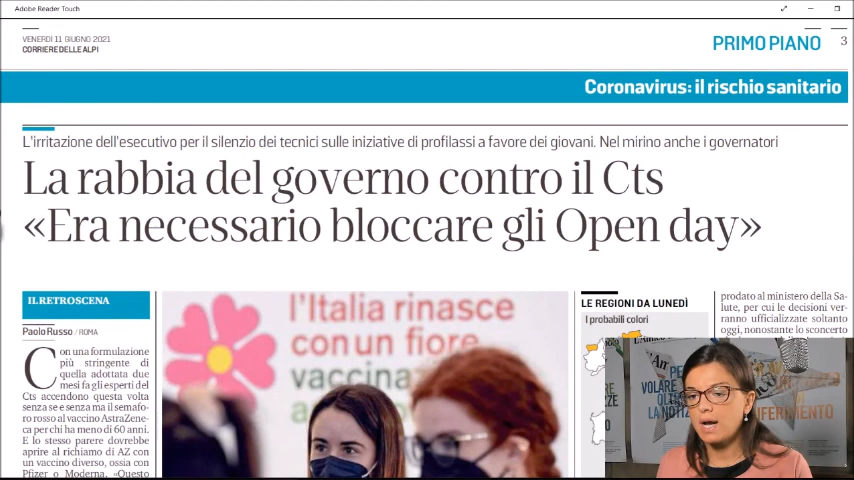 Adobe Reader Touch
VENERDÌ 11 GIUGNO 2021
CORRIERE DELLE ALPI
PRIMO PIANO
3
Coronavirus: il rischio sanitario
L'irritazione dell'esecutivo per il silenzio dei tecnici sulle iniziative di profilassi a favore dei giovani. Nel mirino anche i governatori
La rabbia del governo contro il Cts
«Era necessario bloccare gli Open day»
IL RETROSCENA
Paolo Russo / ROMA
Con una formulazione
più stringente di
quella adottata due
mesi fa gli esperti del
Cts accendono questa volta
senza se e senza ma il semafo-
ro rosso al vaccino AstraZene-
ca per chi ha meno di 60 anni.
E lo stesso parere dovrebbe
aprire al richiamo di AZ con
un vaccino diverso, ossia con
Pfizer o Moderna. «Questo
l'Italia rinasce
con un fiore
vaccina
LE REGIONI DA LUNEDÌ
I probabili colori
prodato al ministero della Sa-
lute, per cui le decisioni ver-
ranno ufficializzate soltanto
oggi, nonostante lo sconcerto
PE
VOLARE
OLT
LA NOTIZ